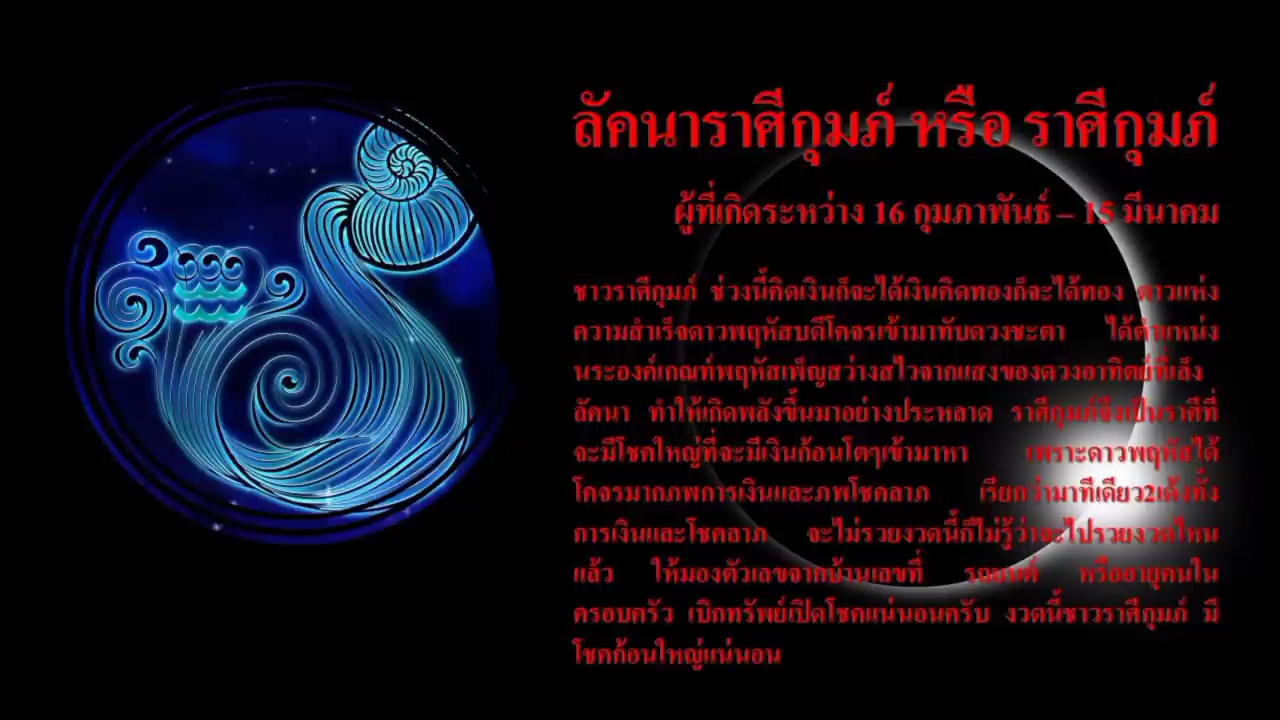 ลัคนาราศีกุมภ์ หรือ ราศีกุมภ์
ผู้ที่เกิดระหว่าง 16 กุมภาพันธ์ – 15 มีนาคม
ชาวราศีกุมภ์ ช่วงนี้คิดเงินก็จะได้เงินคิดทองก็จะได้ทอง ดาวแห่ง
ความสำเร็จดาวพฤหัสบดีโคจรเข้ามาทับดวงชะตา ได้ตำแหน่ง
นระองค์เกณท์พฤหัสเพ็ญสว่างสไวจากแสงของดวงอาทิตย์ที่เล็ง
ลัคนา ทำให้เกิดพลังขึ้นมาอย่างประหลาด ราศีกุมภ์จึงเป็นราศีที่
จะมีโชคใหญ่ที่จะมีเงินก้อนโตๆเข้ามาหา เพราะดาวพฤหัสได้
โคจรมากภพการเงินและภพโชคลาภ เรียกว่ามาทีเดียว2เด้งทั้ง
การเงินและโชคลาภ จะไม่รวยงวดนี้ก็ไม่รู้ว่าจะไปรวยงวดไหน
แล้ว ให้มองตัวเลขจากบ้านเลขที่ รถยนต์ หรืออายุคนใน
ครอบครัว เบิกทรัพย์เปิดโชคแน่นอนครับ งวดนี้ชาวราศีกุมภ์ มี
โชคก้อนใหญ่แน่นอน